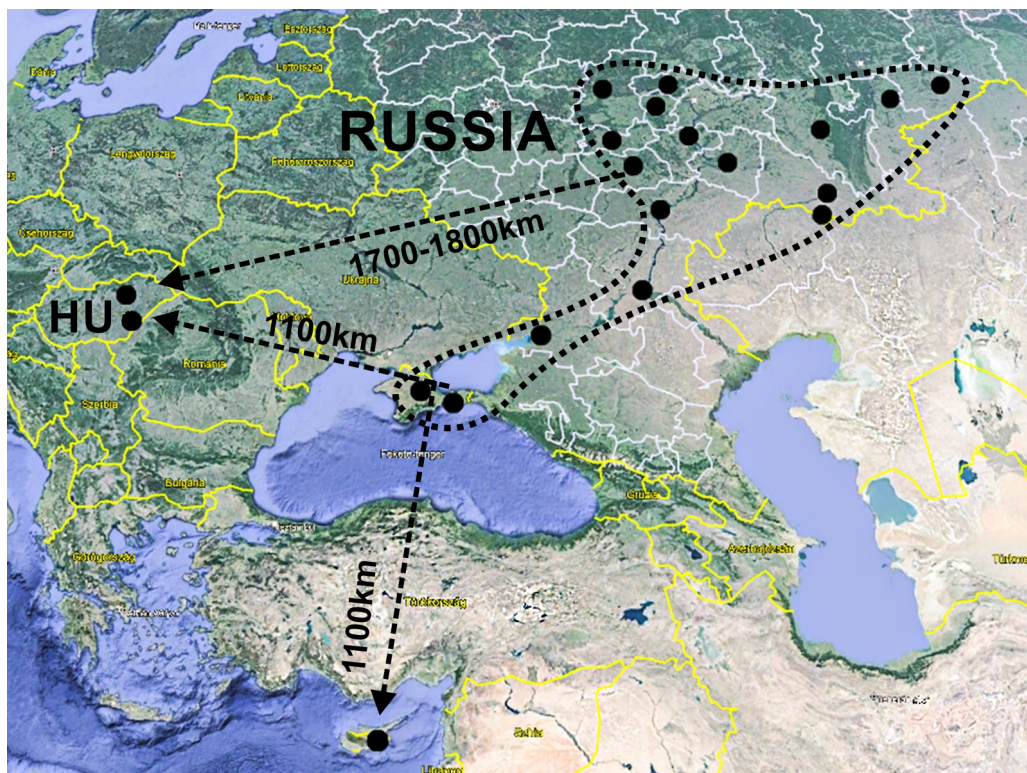 Észtország
Dánia
Lettország
Litvánia
RUSSIA
Lengyelország
Fehéroroszország
Csehország
1700-1800km
Ukrajna
HU
1100km
Románia
Szerbia
Fekete-tenger
Bulgária
Grúzia
Azerbajdzsán
Görögország
Törökország
1100km
Szíria